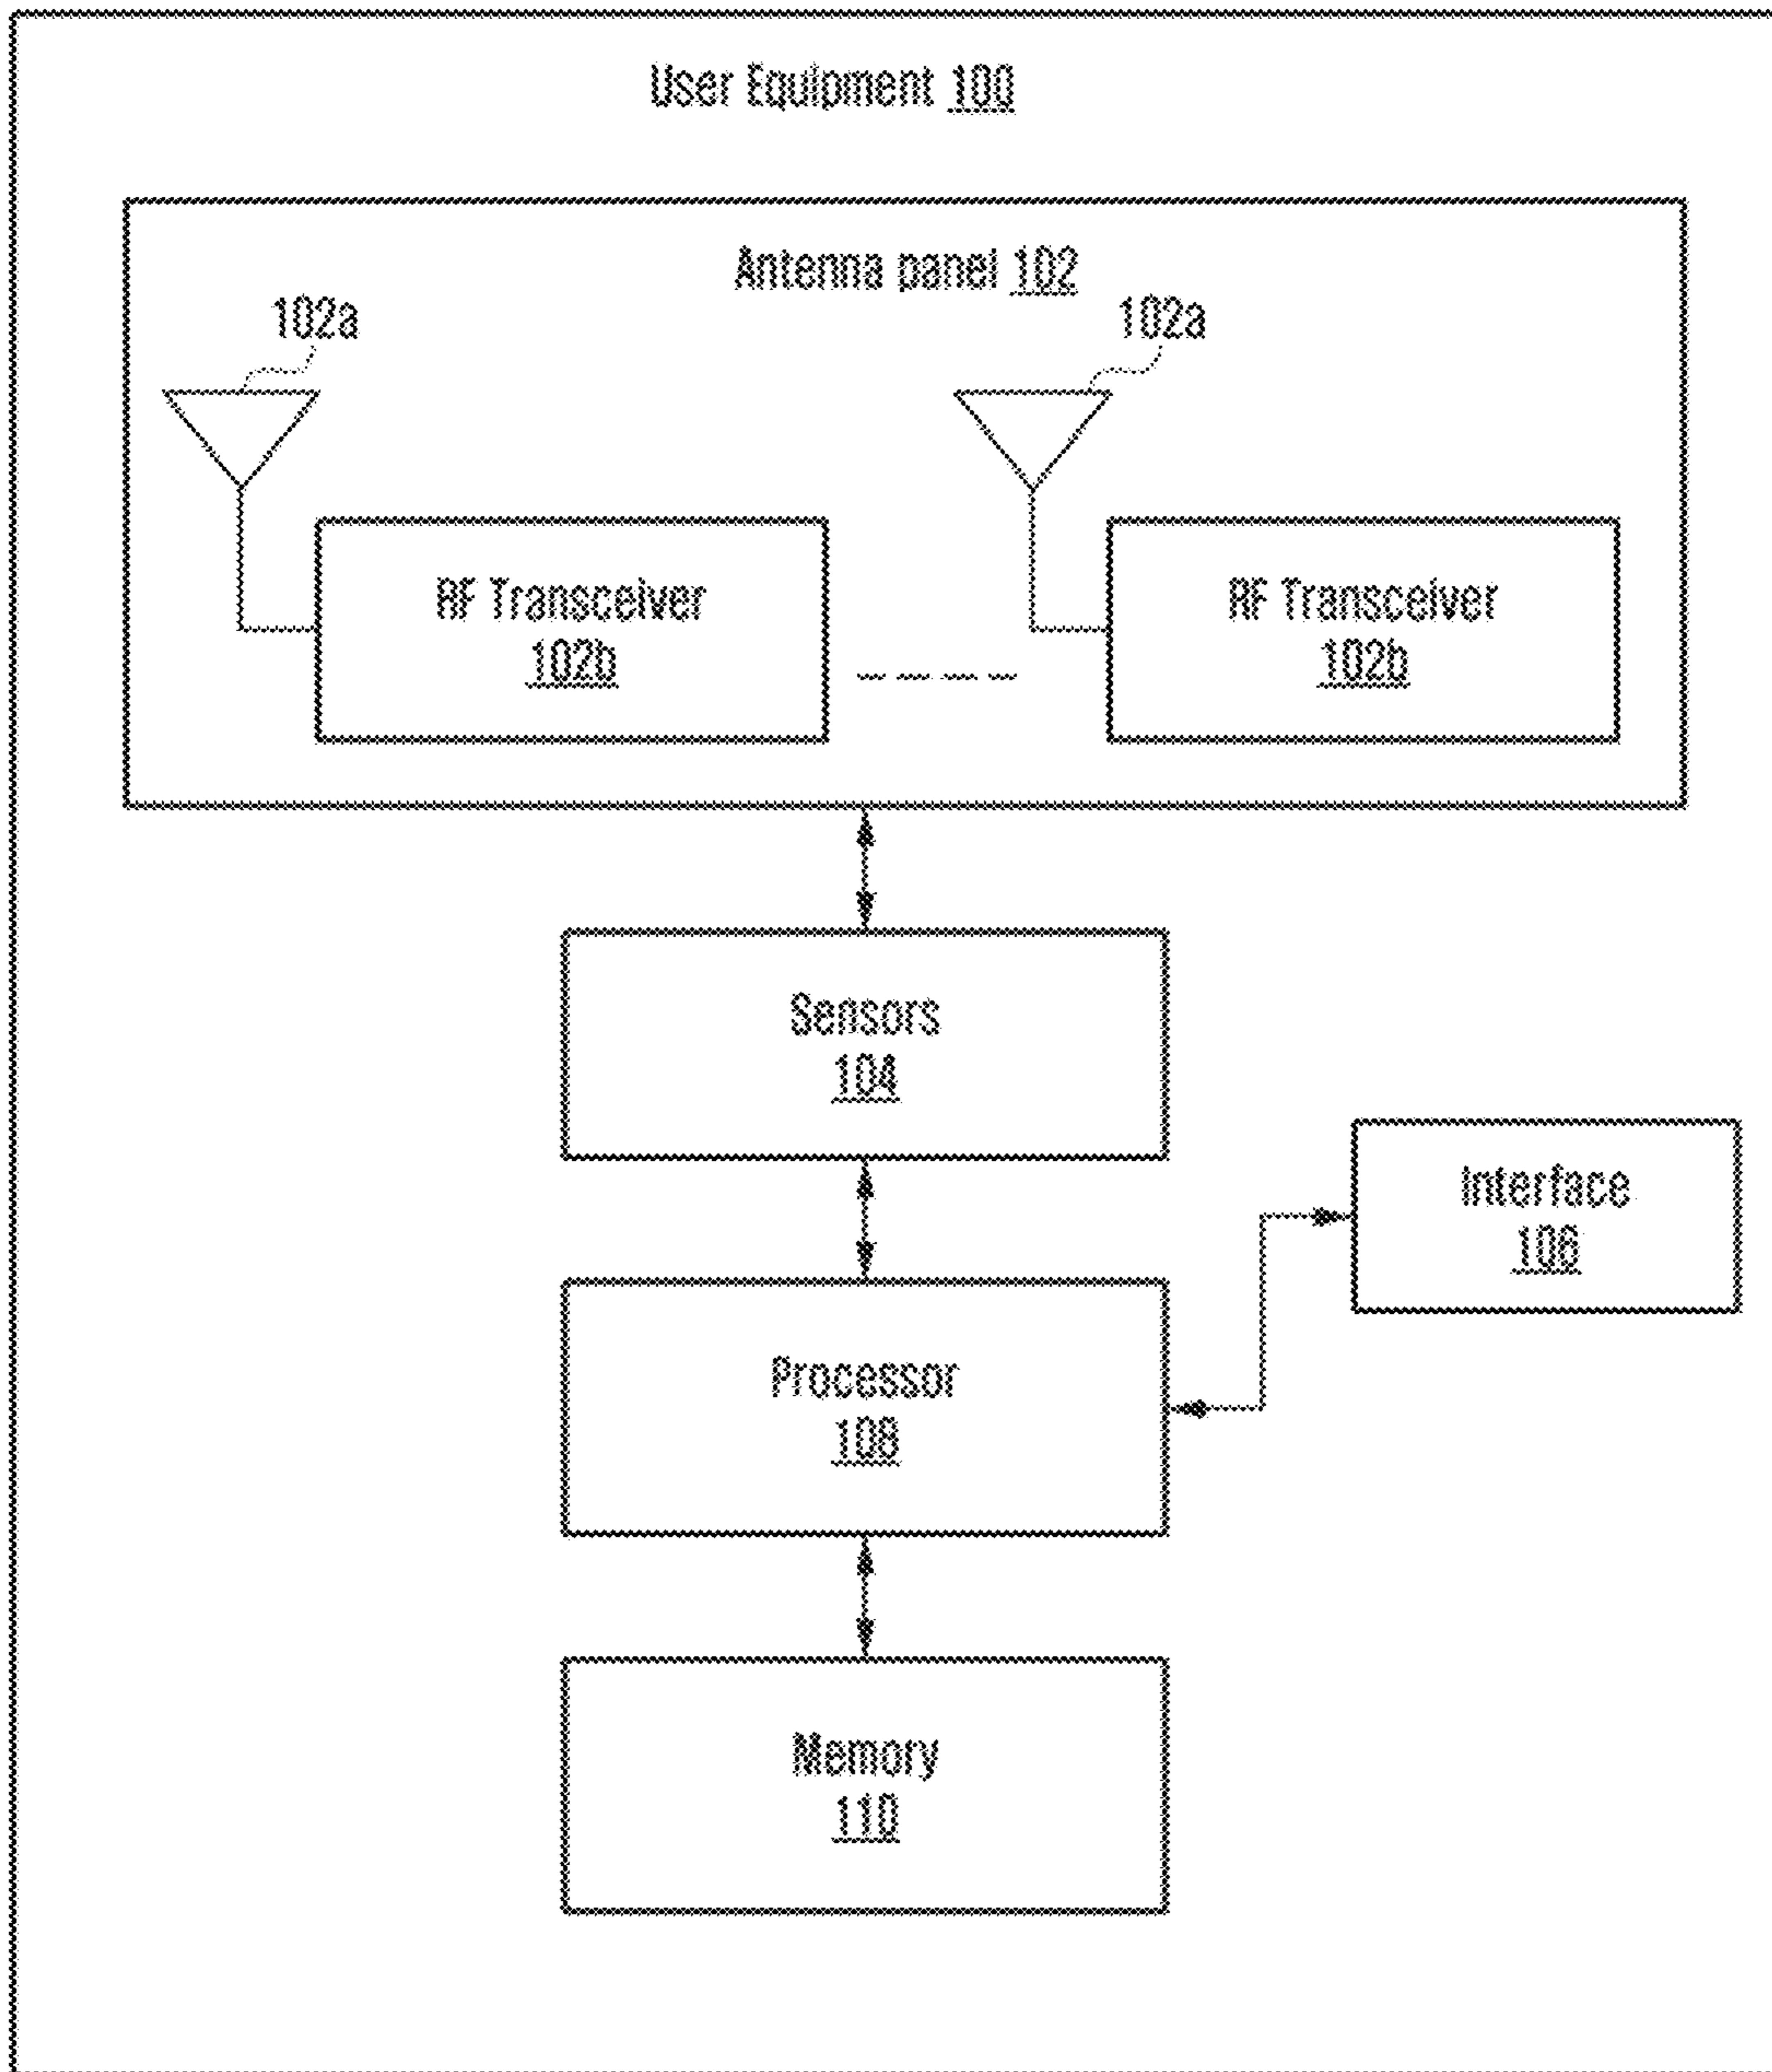 User Equipment 100
Antenna panel 102
102a
102a
RF Transceiver
102b
RF Transceiver
102b
Sensors
104
Interface
106
Processor
108
Memory
110